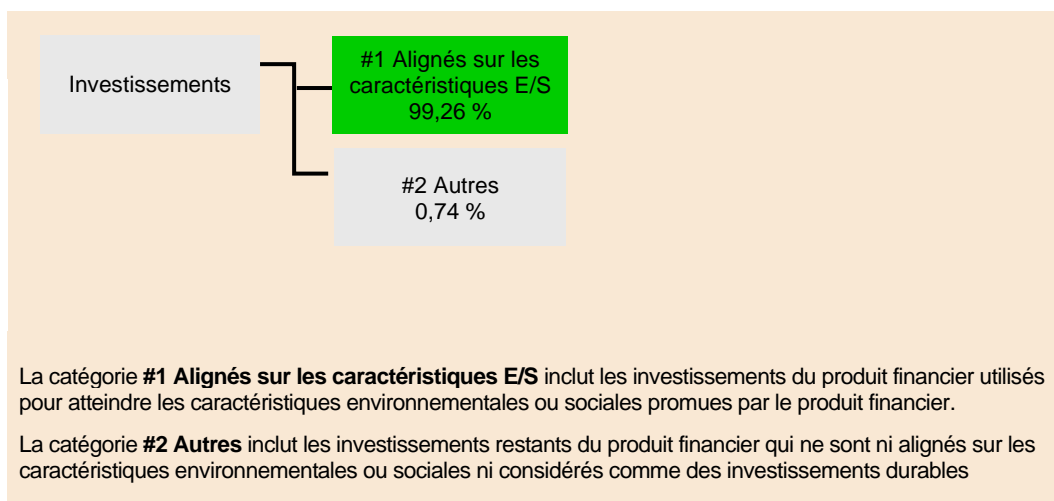 Investissements
#1 Alignés sur les
caractéristiques E/S
99,26 %
#2 Autres
0,74 %
La catégorie #1 Alignés sur les caractéristiques E/S inclut les investissements du produit financier utilisés
pour atteindre les caractéristiques environnementales ou sociales promues par le produit financier.
La catégorie #2 Autres inclut les investissements restants du produit financier qui ne sont ni alignés sur les
caractéristiques environnementales ou sociales ni considérés comme des investissements durables